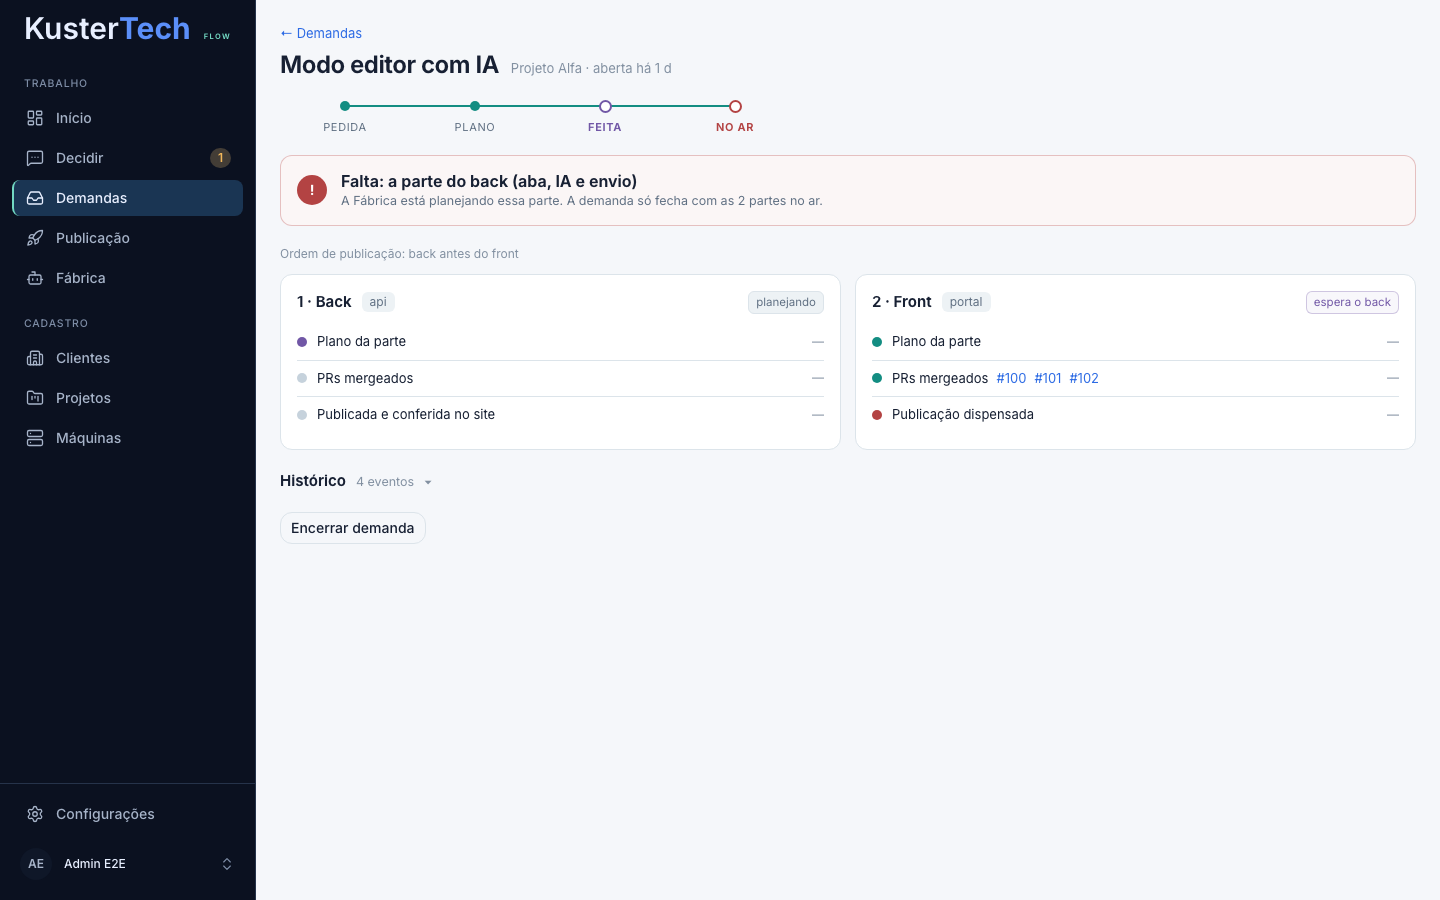 KusterTech FLOW
TRABALHO
Início
Decidir 1
Demandas
Publicação
Fábrica
CADASTRO
Clientes
Projetos
Máquinas
Configurações
AE Admin E2E
← Demandas
Modo editor com IA Projeto Alfa · aberta há 1 d
PEDIDA PLANO FEITA NO AR
! Falta: a parte do back (aba, IA e envio)
A Fábrica está planejando essa parte. A demanda só fecha com as 2 partes no ar.
Ordem de publicação: back antes do front
1 · Back api planejando
Plano da parte —
PRs mergeados —
Publicada e conferida no site —
2 · Front portal espera o back
Plano da parte —
PRs mergeados #100 #101 #102 —
Publicação dispensada —
Histórico 4 eventos
Encerrar demanda